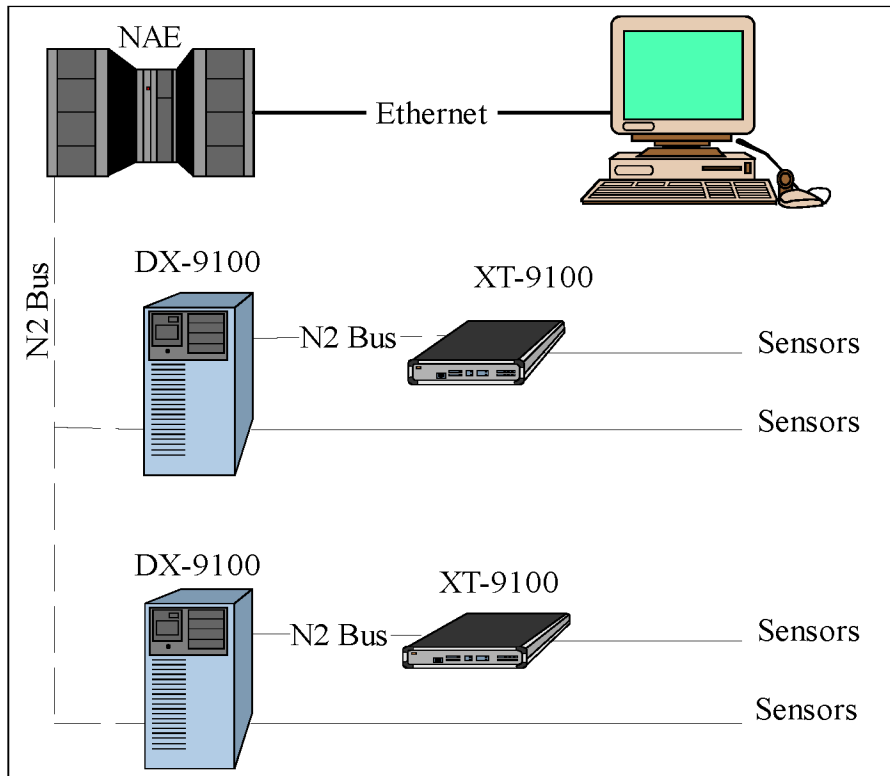 NAE
Ethernet
N2 Bus
DX-9100
XT-9100
N2 Bus
Sensors
Sensors
DX-9100
XT-9100
N2 Bus
Sensors
Sensors